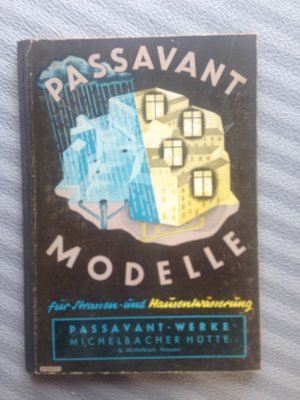 PASSAVANT
MODELLE
für Strassen- und Hausentwässerung
PASSAVANT-WERKE
MICHELBACHER HÜTTE
b. Michelbach, Nassau